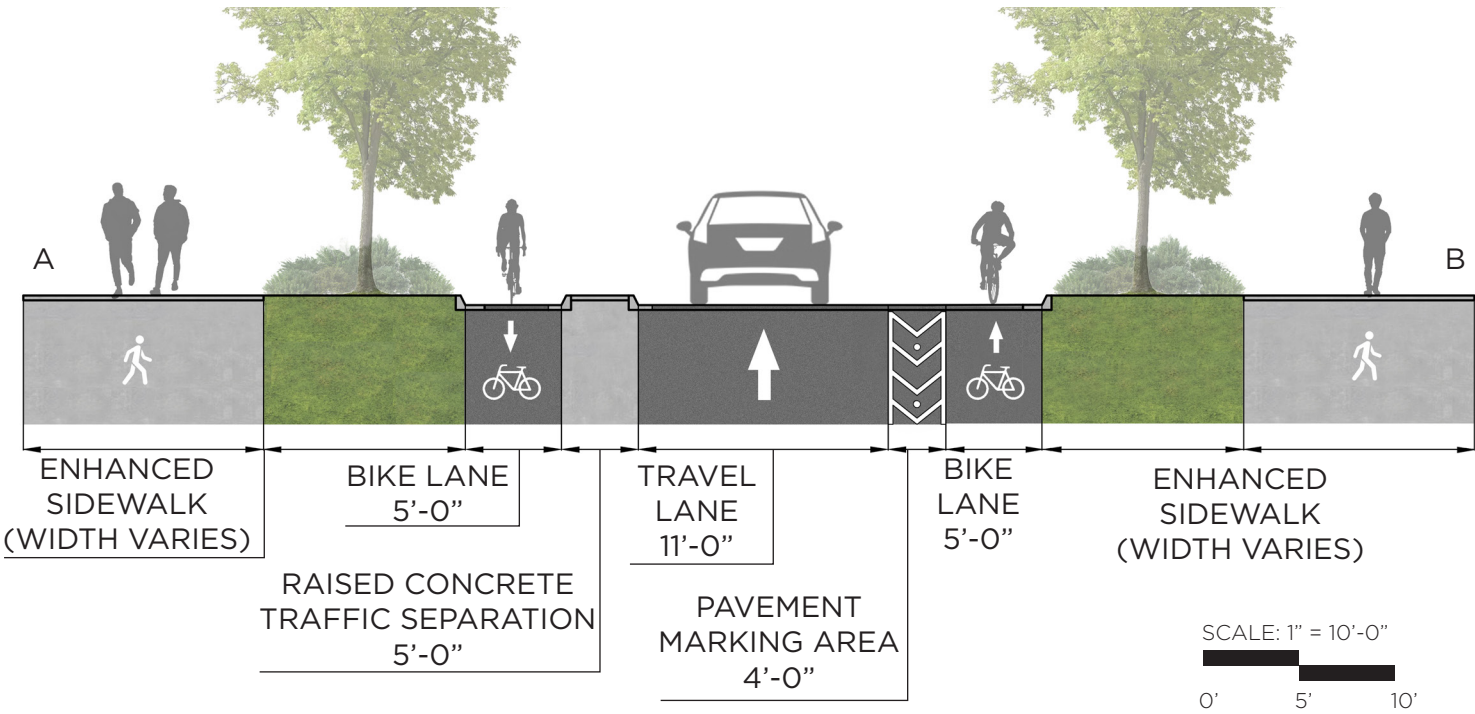 A
B
ENHANCED
SIDEWALK
(WIDTH VARIES)
BIKE LANE
5’-0”
RAISED CONCRETE
TRAFFIC SEPARATION
5’-0”
TRAVEL
LANE
11’-0”
PAVEMENT
MARKING AREA
4’-0”
BIKE
LANE
5’-0”
ENHANCED
SIDEWALK
(WIDTH VARIES)
SCALE: 1” = 10’-0”
0’ 5’ 10’